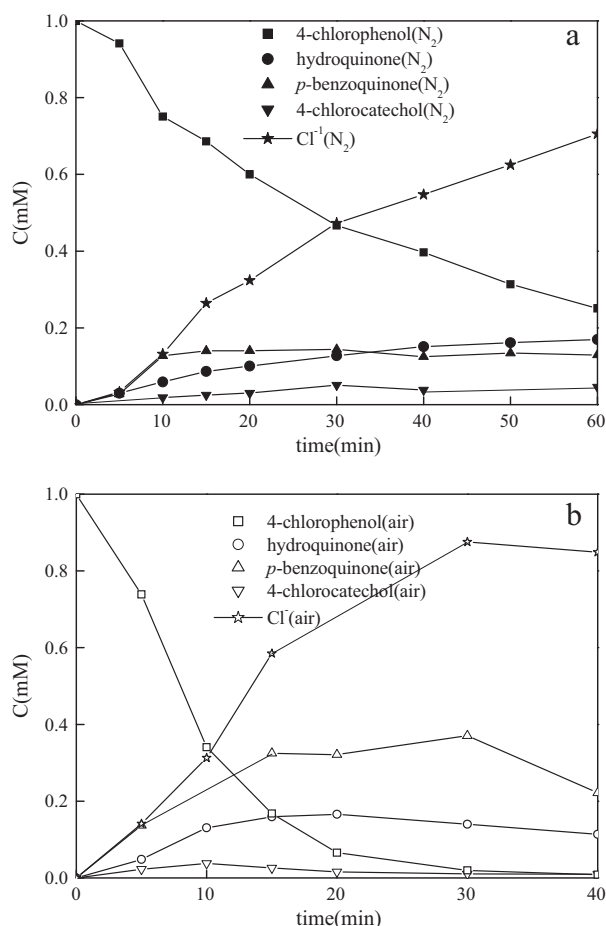 a
1.0
0.8
0.6
0.4
0.2
0.0
C(mM)
4-chlorophenol(N₂)
hydroquinone(N₂)
p-benzoquinone(N₂)
4-chlorocatechol(N₂)
Cl⁻¹(N₂)
0 10 20 30 40 50 60
time(min)
b
1.0
0.8
0.6
0.4
0.2
0.0
C(mM)
4-chlorophenol(air)
hydroquinone(air)
p-benzoquinone(air)
4-chlorocatechol(air)
Cl⁻(air)
0 10 20 30 40
time(min)